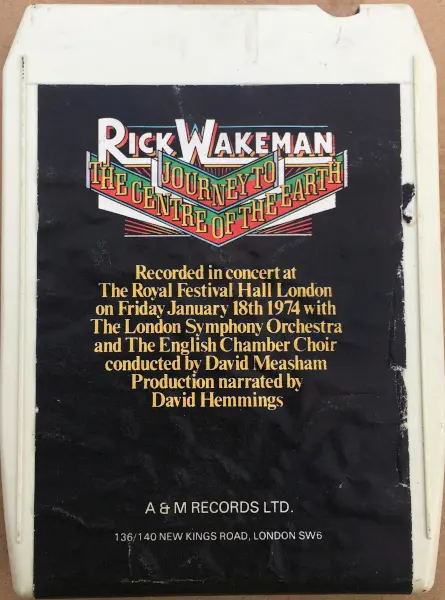 RICK WAKEMAN
JOURNEY TO
THE CENTRE OF THE EARTH
Recorded in concert at
The Royal Festival Hall London
on Friday January 18th 1974 with
The London Symphony Orchestra
and The English Chamber Choir
conducted by David Measham
Production narrated by
David Hemmings
A & M RECORDS LTD.
136/140 NEW KINGS ROAD, LONDON SW6